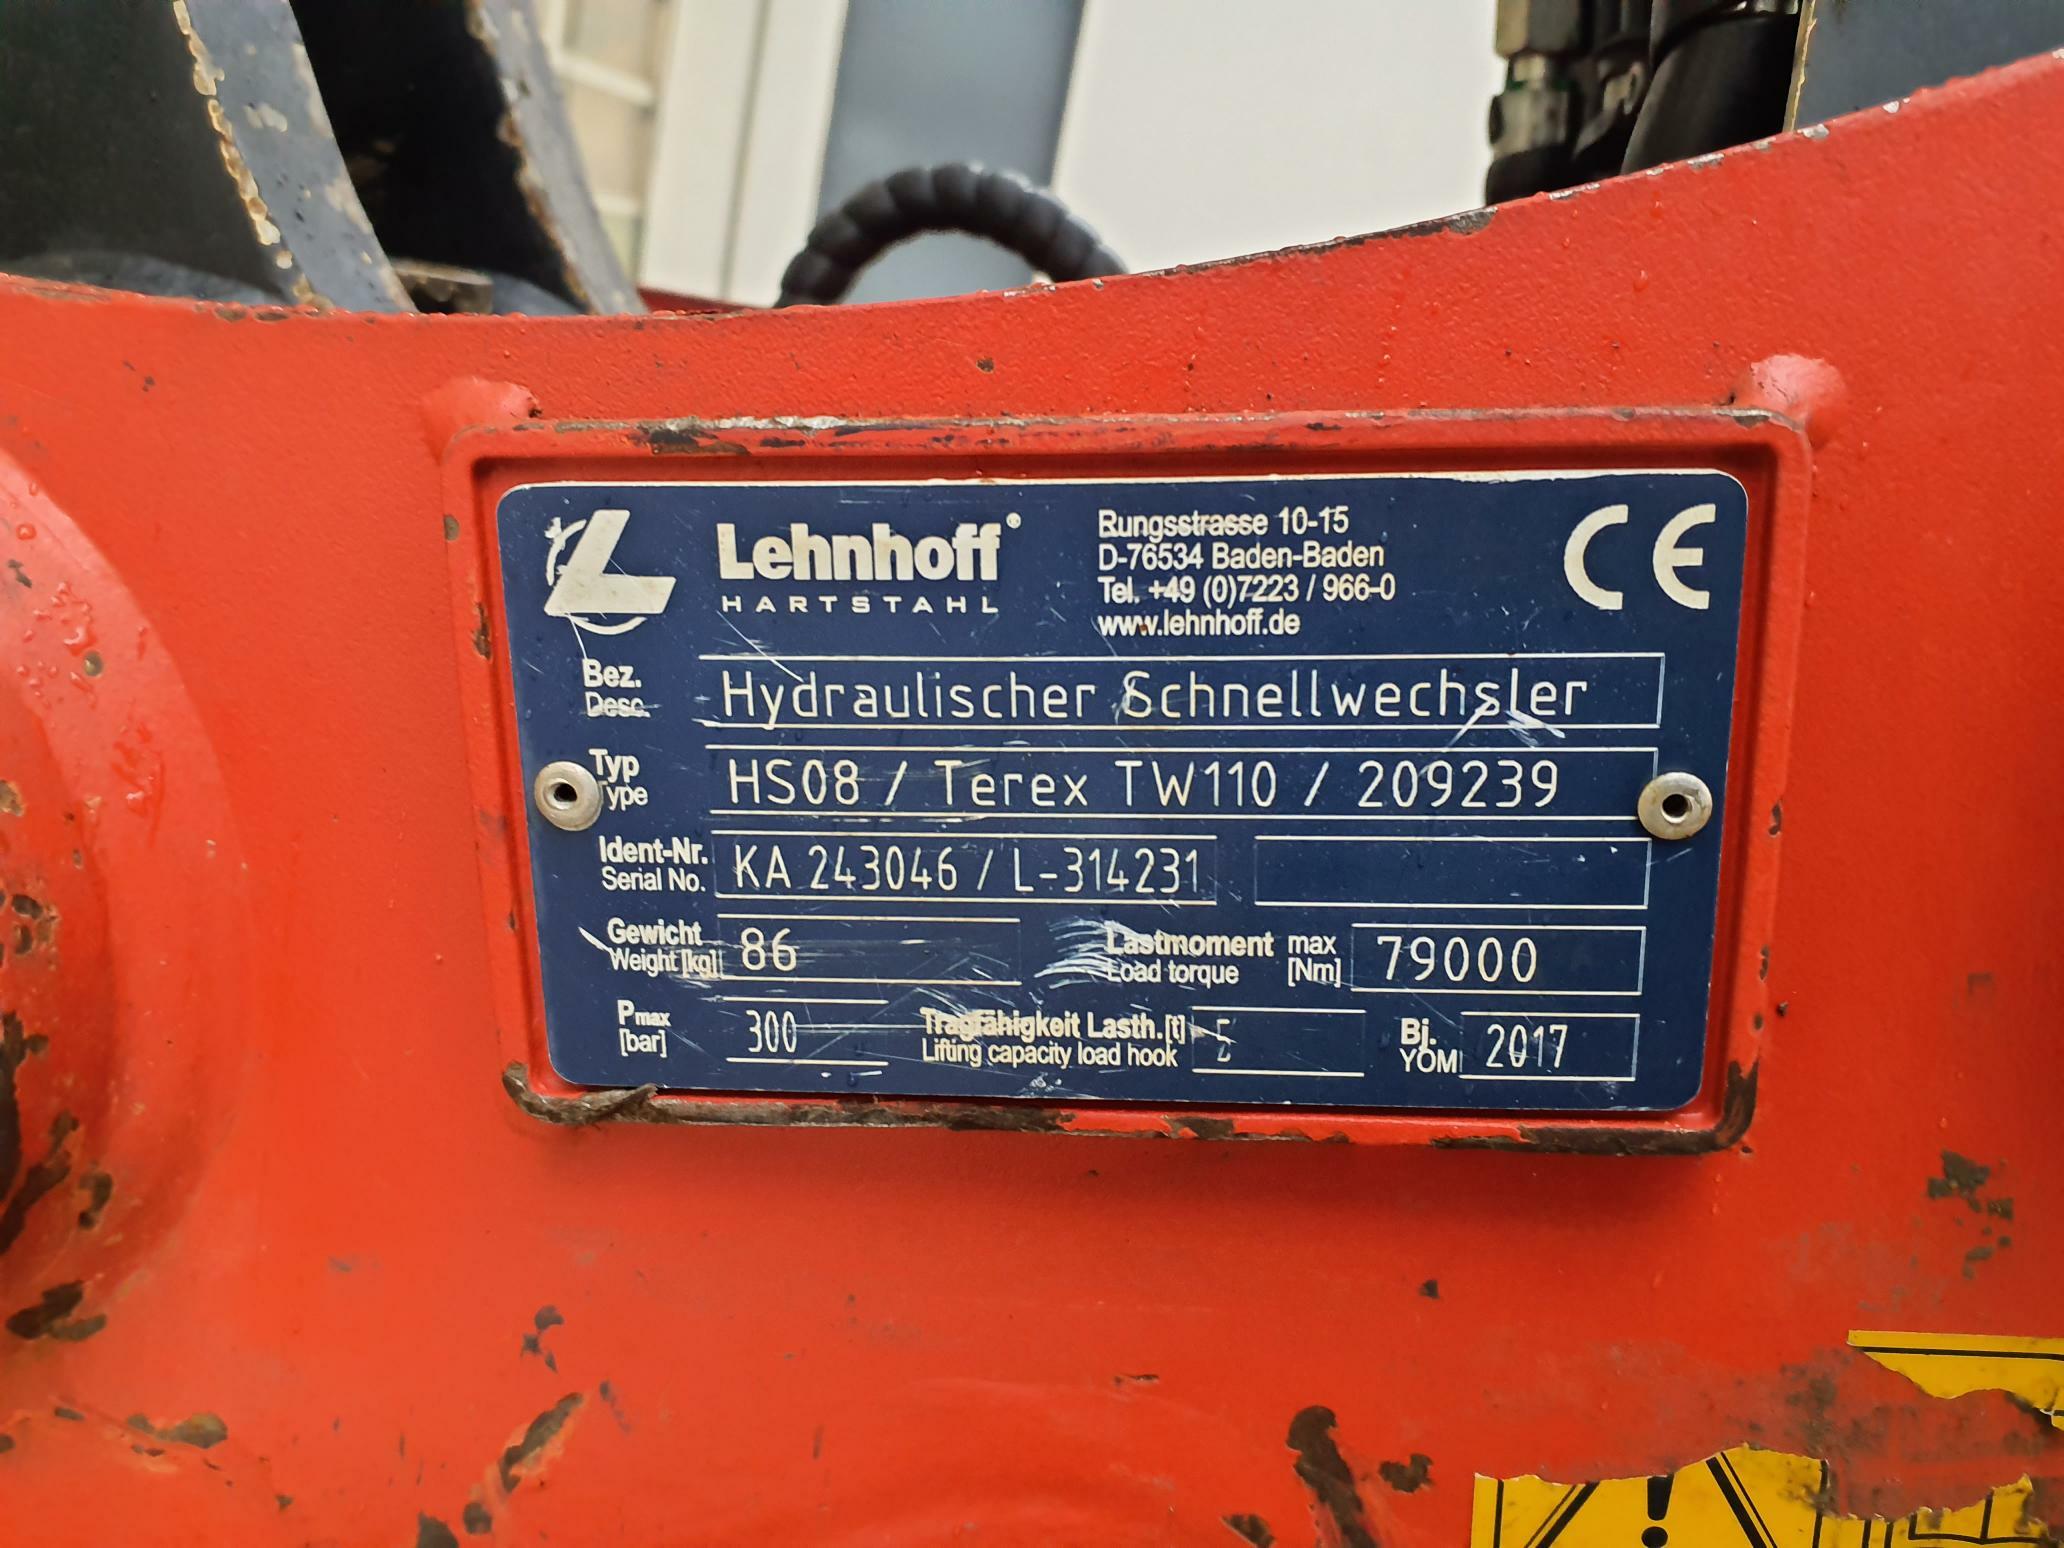 Lehnhoff®
HARTSTAHL
Rungsstrasse 10-15
D-76534 Baden-Baden
Tel. +49 (0)7223 / 966-0
www.lehnhoff.de
CE
Bez.
Desc.
Hydraulischer Schnellwechsler
Typ
Type
HS08 / Terex TW110 / 209239
Ident-Nr.
Serial No.
KA 243046 / L-314231
Gewicht
Weight [kg]
86
Lastmoment max
Load torque [Nm]
79000
Pmax
[bar]
300
Tragfähigkeit Lasth.[t]
Lifting capacity load hook
Bj.
YOM
2017